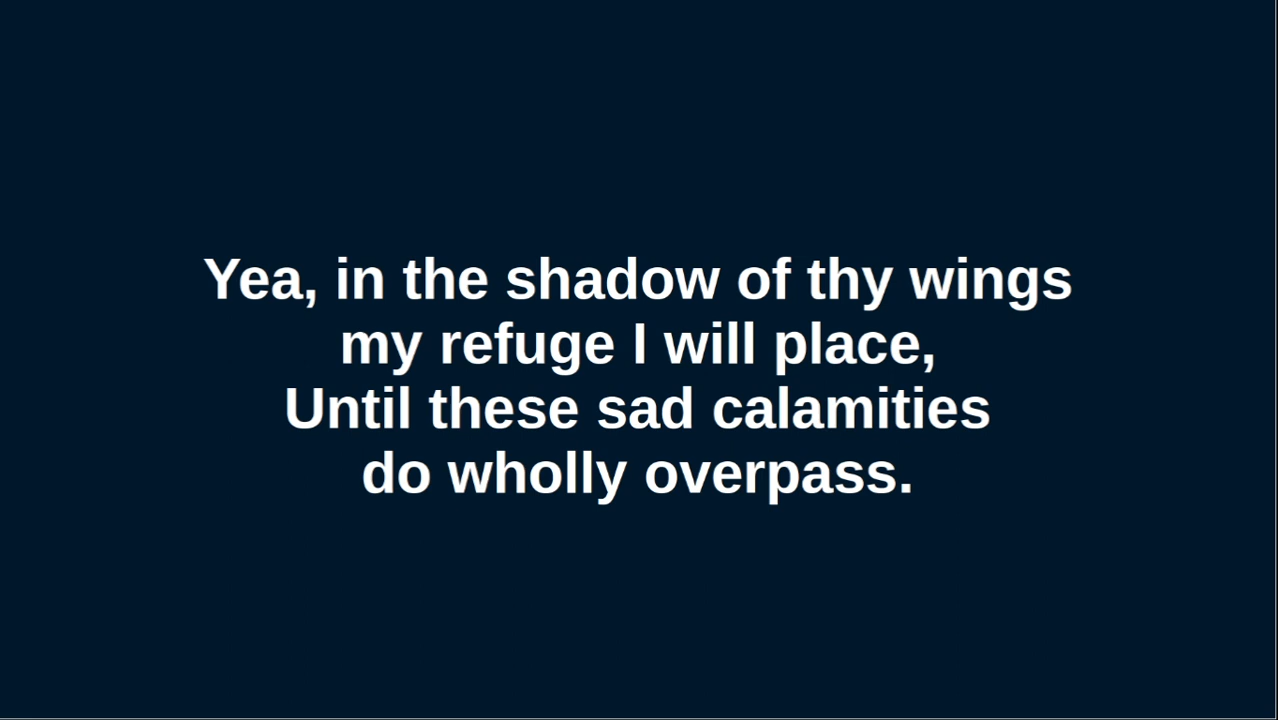 Yea, in the shadow of thy wings
my refuge I will place,
Until these sad calamities
do wholly overpass.